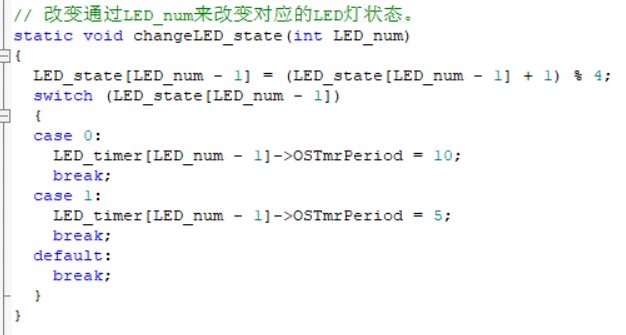 // 改变通过LED_num来改变对应的LED灯状态。
static void changeLED_state(int LED_num)
{
  LED_state[LED_num - 1] = (LED_state[LED_num - 1] + 1) % 4;
  switch (LED_state[LED_num - 1])
  {
  case 0:
    LED_timer[LED_num - 1]->OSTmrPeriod = 10;
    break;
  case 1:
    LED_timer[LED_num - 1]->OSTmrPeriod = 5;
    break;
  default:
    break;
  }
}